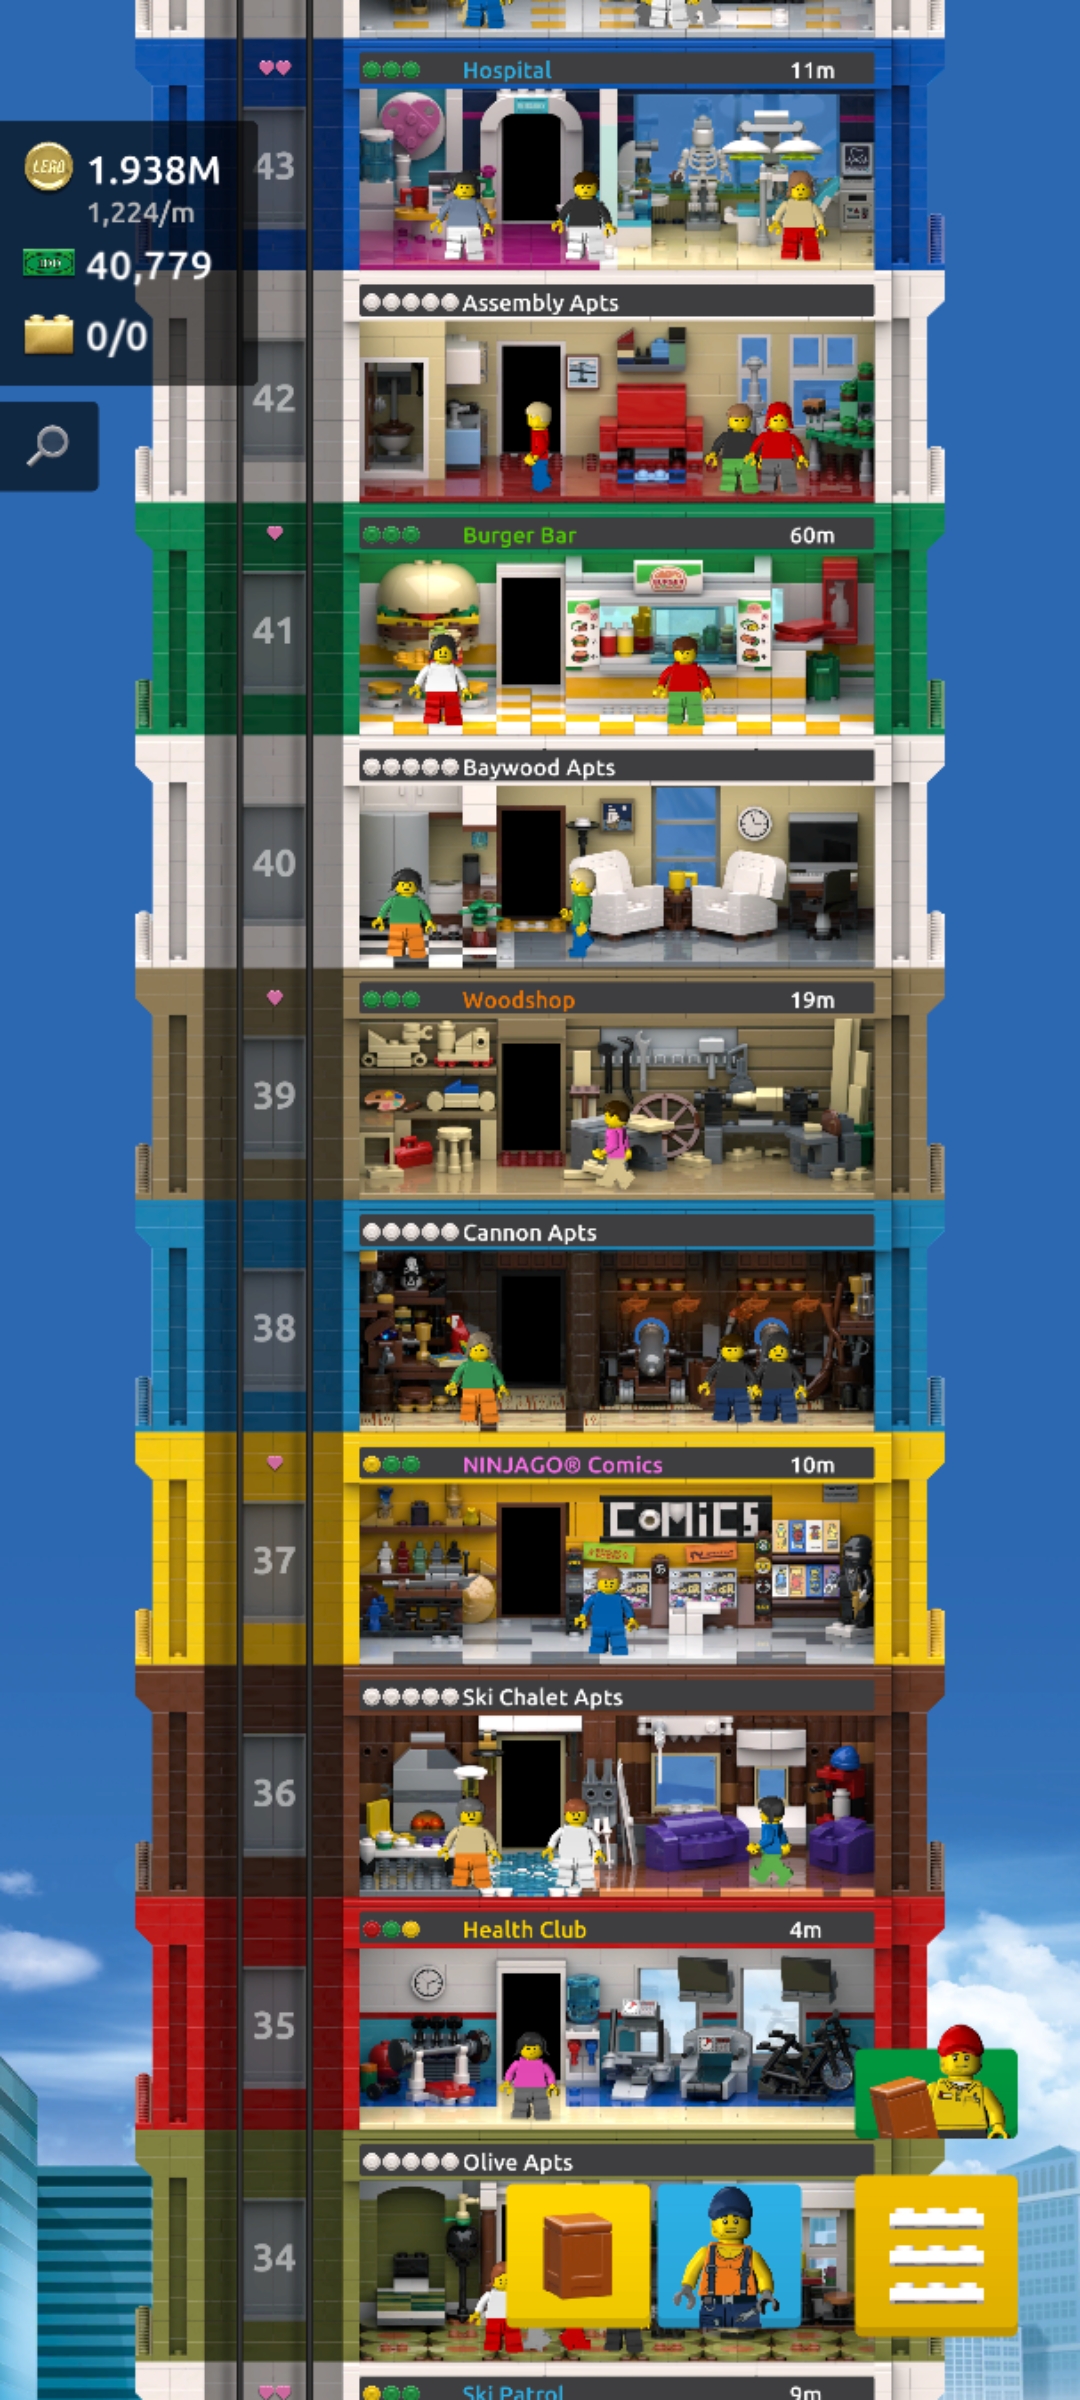 Hospital 11m
43
LEGO 1.938M
1,224/m
40,779
0/0
Assembly Apts
42
Burger Bar 60m
41
Baywood Apts
40
Woodshop 19m
39
Cannon Apts
38
NINJAGO® Comics 10m
COMiCS
37
Ski Chalet Apts
36
Health Club 4m
35
Olive Apts
34
Ski Patrol 9m